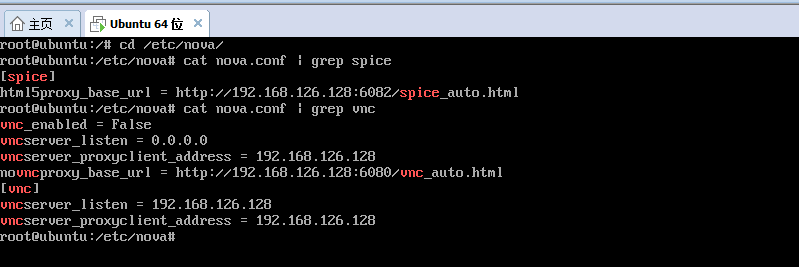 主页 × Ubuntu 64 位 ×
root@ubuntu:/# cd /etc/nova/
root@ubuntu:/etc/nova# cat nova.conf | grep spice
[spice]
html5proxy_base_url = http://192.168.126.128:6082/spice_auto.html
root@ubuntu:/etc/nova# cat nova.conf | grep vnc
vnc_enabled = False
vncserver_listen = 0.0.0.0
vncserver_proxyclient_address = 192.168.126.128
novncproxy_base_url = http://192.168.126.128:6080/vnc_auto.html
[vnc]
vncserver_listen = 192.168.126.128
vncserver_proxyclient_address = 192.168.126.128
root@ubuntu:/etc/nova#